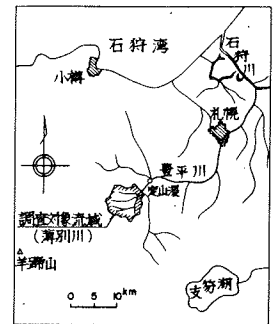 石狩湾
石狩川
小樽
札幌
豊平川
定山渓
調査対象流域
(薄別川)
羊蹄山
支狩湖
0 5 10km